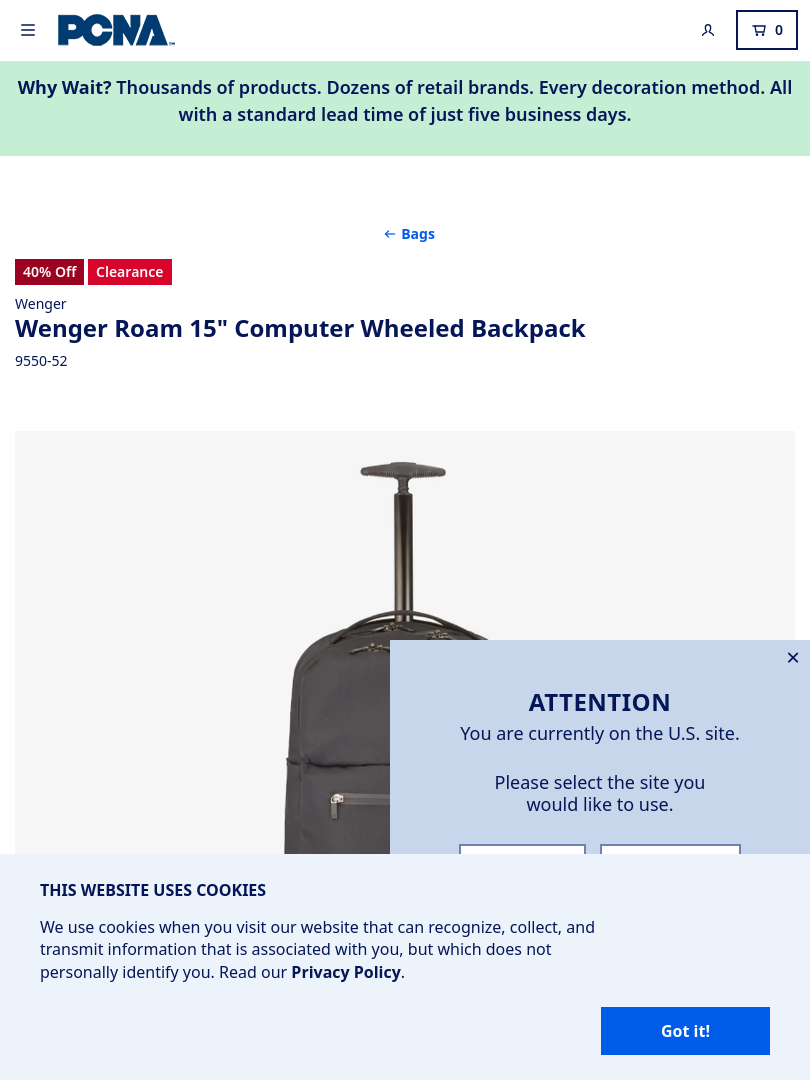 PCNA™
0
Why Wait? Thousands of products. Dozens of retail brands. Every decoration method. All
with a standard lead time of just five business days.
← Bags
40% Off
Clearance
Wenger
Wenger Roam 15" Computer Wheeled Backpack
9550-52
ATTENTION
You are currently on the U.S. site.
Please select the site you
would like to use.
THIS WEBSITE USES COOKIES
We use cookies when you visit our website that can recognize, collect, and
transmit information that is associated with you, but which does not
personally identify you. Read our Privacy Policy.
Got it!